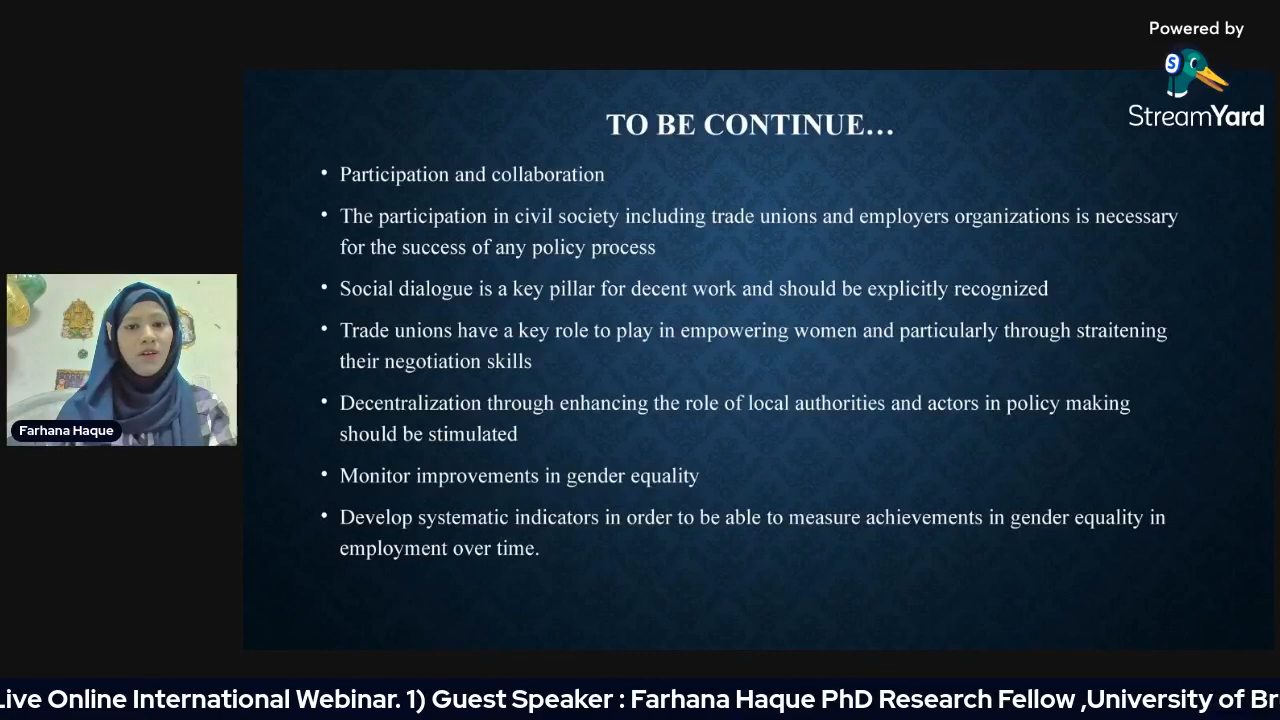 Powered by
S
StreamYard
TO BE CONTINUE...
• Participation and collaboration
• The participation in civil society including trade unions and employers organizations is necessary
for the success of any policy process
• Social dialogue is a key pillar for decent work and should be explicitly recognized
• Trade unions have a key role to play in empowering women and particularly through straitening
their negotiation skills
• Decentralization through enhancing the role of local authorities and actors in policy making
should be stimulated
• Monitor improvements in gender equality
• Develop systematic indicators in order to be able to measure achievements in gender equality in
employment over time.
Farhana Haque
Live Online International Webinar. 1) Guest Speaker : Farhana Haque PhD Research Fellow ,University of